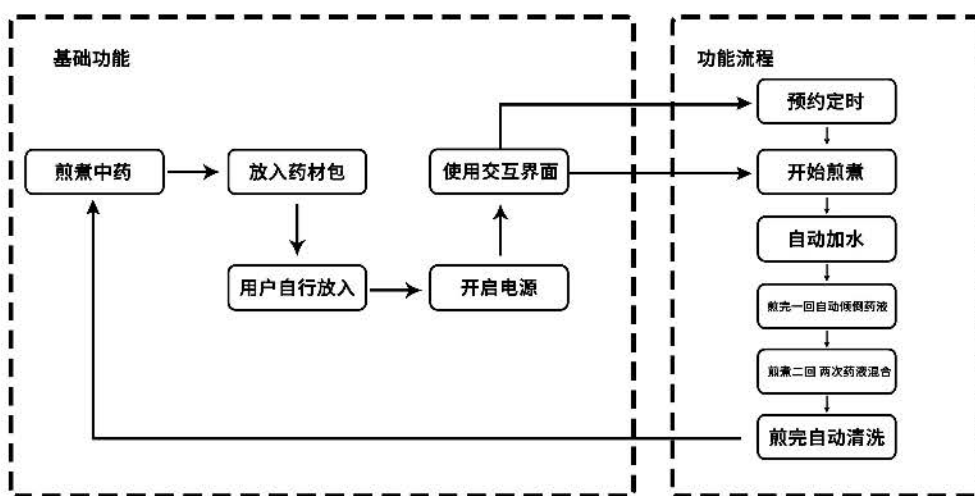 基础功能
煎煮中药
放入药材包
使用交互界面
用户自行放入
开启电源
功能流程
预约定时
开始煎煮
自动加水
煎完一回自动倾倒药液
煎煮二回 两次药液混合
煎完自动清洗